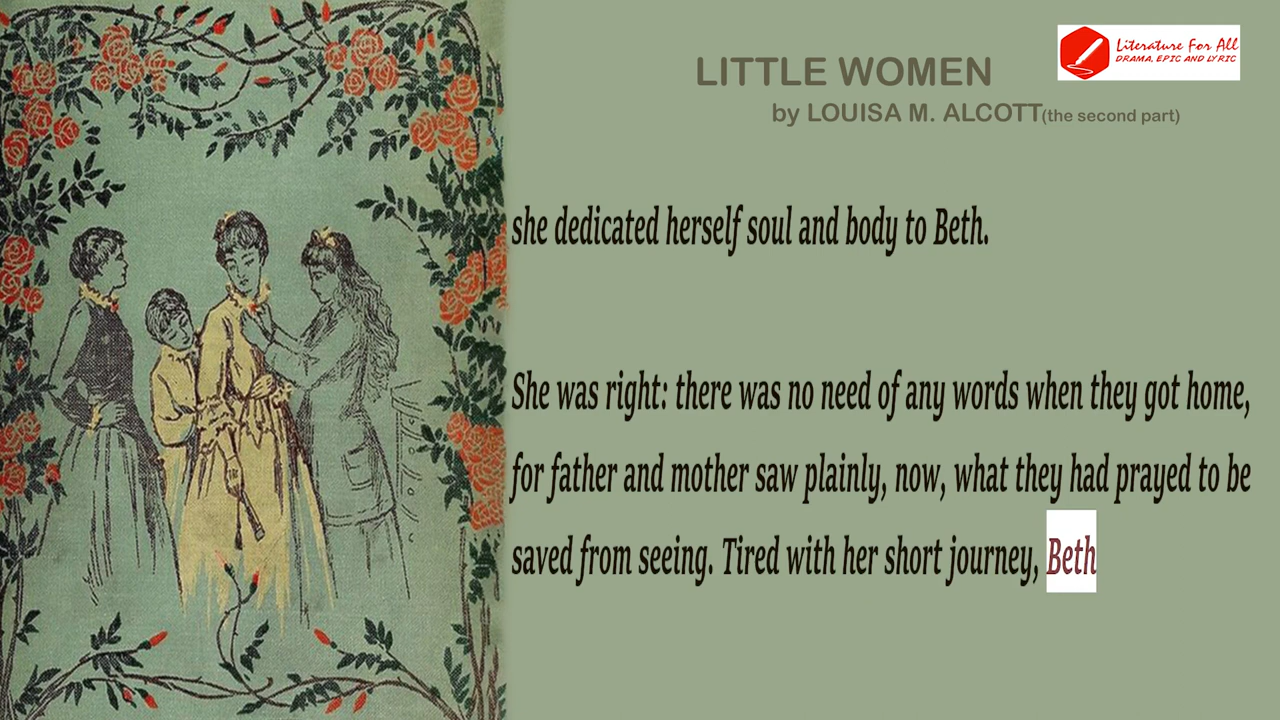 LITTLE WOMEN
by LOUISA M. ALCOTT(the second part)
Literature For All
DRAMA, EPIC AND LYRIC
she dedicated herself soul and body to Beth.
She was right: there was no need of any words when they got home,
for father and mother saw plainly, now, what they had prayed to be
saved from seeing. Tired with her short journey, Beth